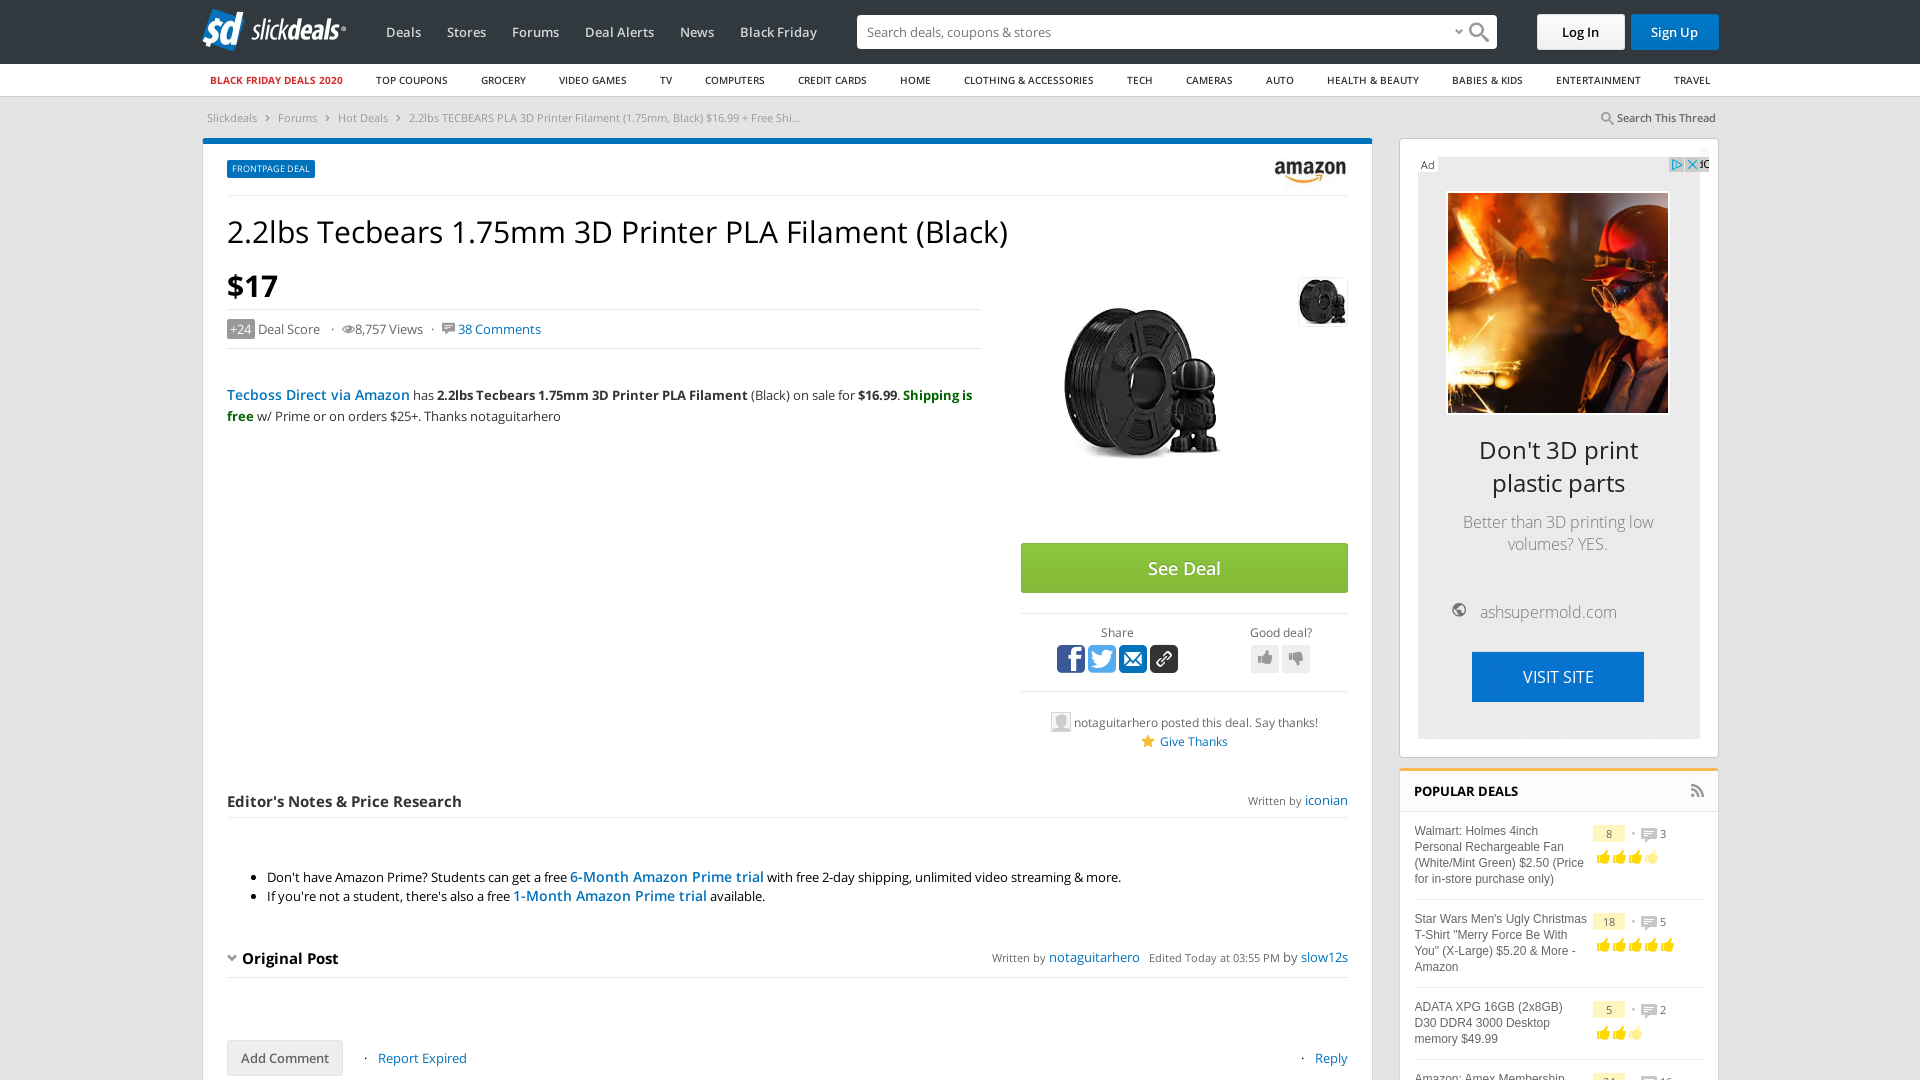 slickdeals
Deals Stores Forums Deal Alerts News Black Friday
Search deals, coupons & stores
Log In
Sign Up
BLACK FRIDAY DEALS 2020 TOP COUPONS GROCERY VIDEO GAMES TV COMPUTERS CREDIT CARDS HOME CLOTHING & ACCESSORIES TECH CAMERAS AUTO HEALTH & BEAUTY BABIES & KIDS ENTERTAINMENT TRAVEL
Slickdeals > Forums > Hot Deals > 2.2lbs TECBEARS PLA 3D Printer Filament (1.75mm, Black) $16.99 + Free Shi...
Search This Thread
FRONTPAGE DEAL
amazon
2.2lbs Tecbears 1.75mm 3D Printer PLA Filament (Black)
$17
+24 Deal Score · 8,757 Views · 38 Comments
Tecboss Direct via Amazon has 2.2lbs Tecbears 1.75mm 3D Printer PLA Filament (Black) on sale for $16.99. Shipping is
free w/ Prime or on orders $25+. Thanks notaguitarhero
See Deal
Share
Good deal?
notaguitarhero posted this deal. Say thanks!
Give Thanks
Editor's Notes & Price Research
Written by iconian
• Don't have Amazon Prime? Students can get a free 6-Month Amazon Prime trial with free 2-day shipping, unlimited video streaming & more.
• If you're not a student, there's also a free 1-Month Amazon Prime trial available.
Original Post
Written by notaguitarhero Edited Today at 03:55 PM by slow12s
Add Comment · Report Expired
· Reply
Ad
Don't 3D print
plastic parts
Better than 3D printing low
volumes? YES.
ashsupermold.com
VISIT SITE
POPULAR DEALS
Walmart: Holmes 4inch
Personal Rechargeable Fan
(White/Mint Green) $2.50 (Price
for in-store purchase only)
8 • 3
Star Wars Men's Ugly Christmas
T-Shirt "Merry Force Be With
You" (X-Large) $5.20 & More -
Amazon
18 • 5
ADATA XPG 16GB (2x8GB)
D30 DDR4 3000 Desktop
memory $49.99
5 • 2
Amazon: Amex Membership